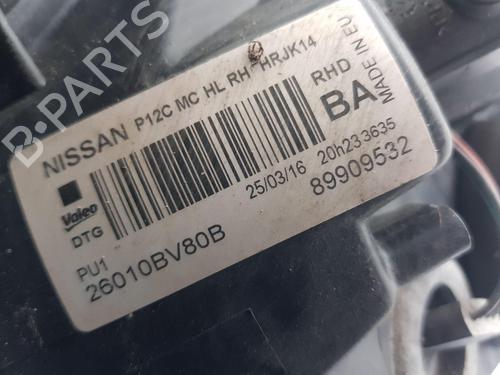 NISSAN P12C MC HL RH HRJK14
RHD
BA
MADE IN EU
Valeo
DTG
25/03/16 20h233635
PU1
26010BV80B
89909532
B-PARTS